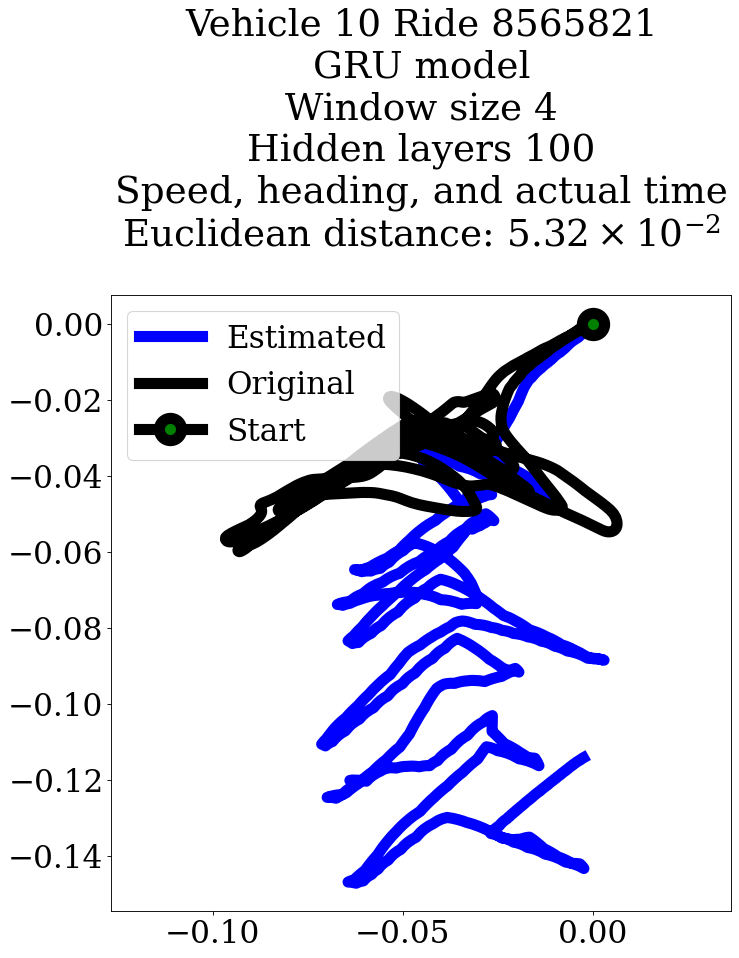 Vehicle 10 Ride 8565821
GRU model
Window size 4
Hidden layers 100
Speed, heading, and actual time
Euclidean distance: 5.32 × 10⁻²
Estimated
Original
Start
0.00
−0.02
−0.04
−0.06
−0.08
−0.10
−0.12
−0.14
−0.10
−0.05
0.00